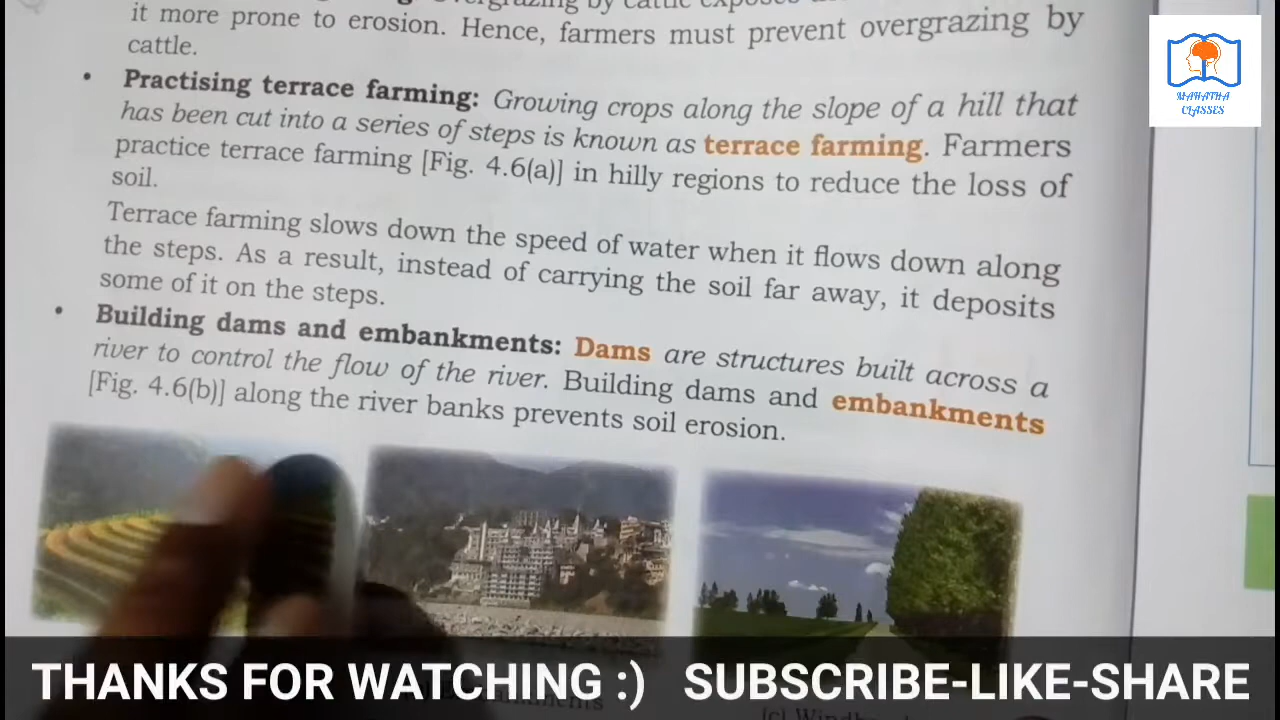 Overgrazing by cattle exposes
it more prone to erosion. Hence, farmers must prevent overgrazing by
cattle.
• Practising terrace farming: Growing crops along the slope of a hill that
has been cut into a series of steps is known as terrace farming. Farmers
practice terrace farming [Fig. 4.6(a)] in hilly regions to reduce the loss of
soil.
Terrace farming slows down the speed of water when it flows down along
the steps. As a result, instead of carrying the soil far away, it deposits
some of it on the steps.
• Building dams and embankments: Dams are structures built across a
river to control the flow of the river. Building dams and embankments
[Fig. 4.6(b)] along the river banks prevents soil erosion.
MAHATHA
CLASSES
THANKS FOR WATCHING :) SUBSCRIBE-LIKE-SHARE